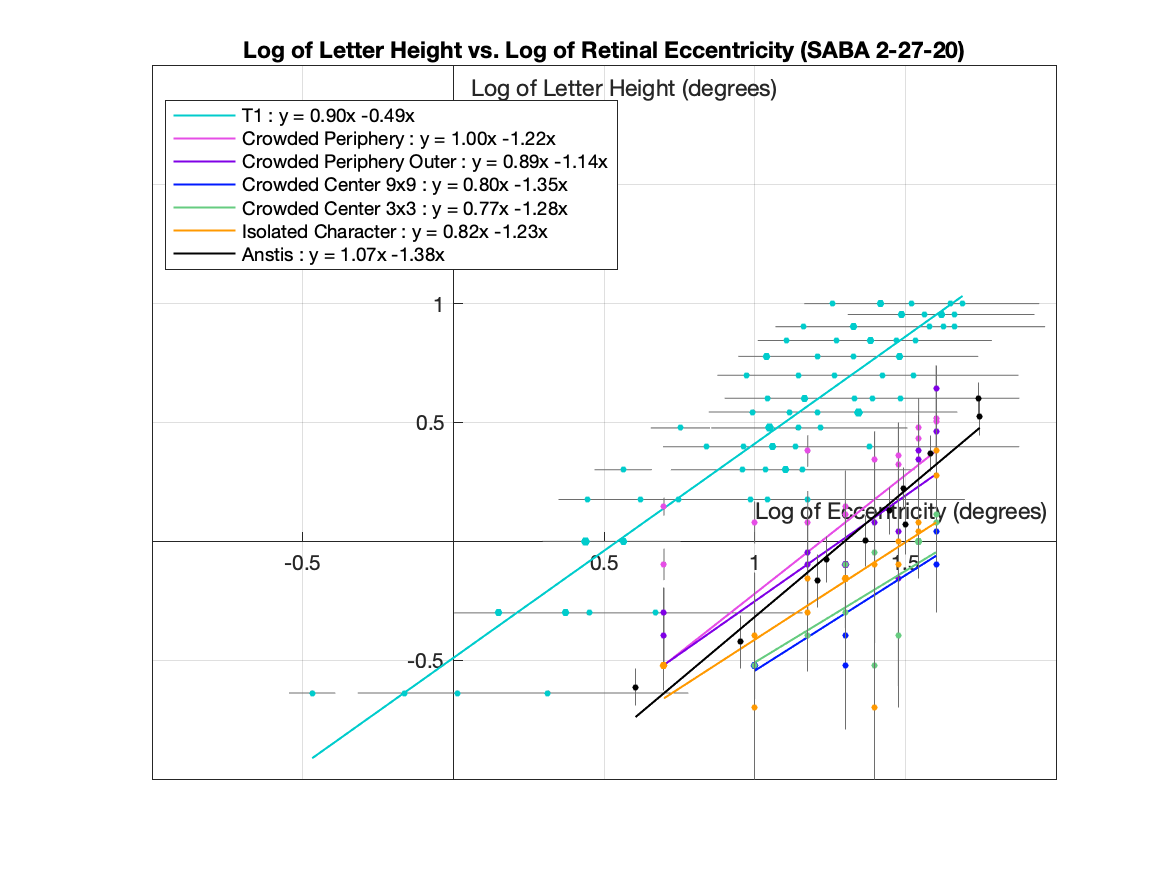 Log of Letter Height vs. Log of Retinal Eccentricity (SABA 2-27-20)
Log of Letter Height (degrees)
T1 : y = 0.90x -0.49x
Crowded Periphery : y = 1.00x -1.22x
Crowded Periphery Outer : y = 0.89x -1.14x
Crowded Center 9x9 : y = 0.80x -1.35x
Crowded Center 3x3 : y = 0.77x -1.28x
Isolated Character : y = 0.82x -1.23x
Anstis : y = 1.07x -1.38x
1
0.5
Log of Eccentricity (degrees)
-0.5 0.5 1 1.5
-0.5